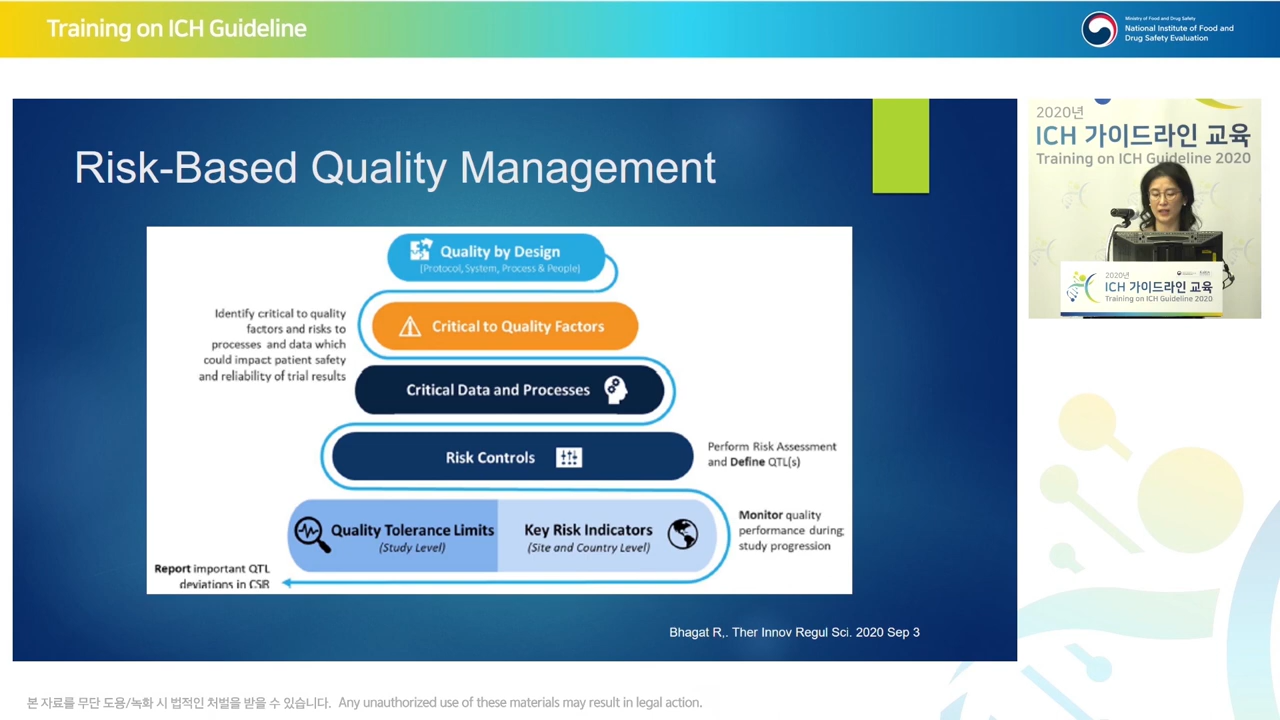 Training on ICH Guideline
Ministry of Food and Drug Safety
National Institute of Food and
Drug Safety Evaluation
Risk-Based Quality Management
Quality by Design
[Protocol, System, Process & People]
Identify critical to quality
factors and risks to
processes and data which
could impact patient safety
and reliability of trial results
Critical to Quality Factors
Critical Data and Processes
Risk Controls
Perform Risk Assessment
and Define QTL(s)
Quality Tolerance Limits
(Study Level)
Key Risk Indicators
(Site and Country Level)
Monitor quality
performance during
study progression
Report important QTL
deviations in CSR
Bhagat R,. Ther Innov Regul Sci. 2020 Sep 3
2020년
ICH 가이드라인 교육
Training on ICH Guideline 2020
2020년
ICH 가이드라인 교육
Training on ICH Guideline 2020
본 자료를 무단 도용/녹화 시 법적인 처벌을 받을 수 있습니다. Any unauthorized use of these materials may result in legal action.